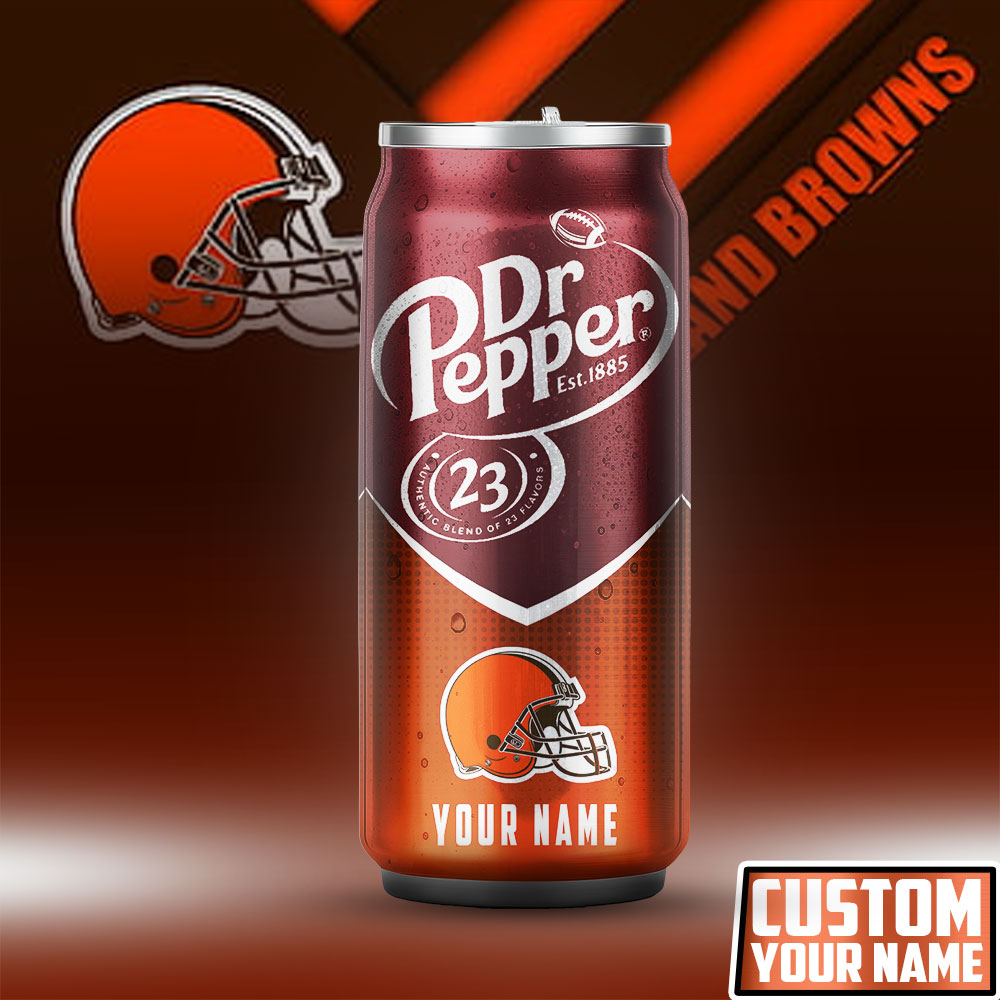 AND BROWNS
Dr
Pepper®
Est.1885
23
AUTHENTIC BLEND OF 23 FLAVORS
YOUR NAME
CUSTOM
YOUR NAME